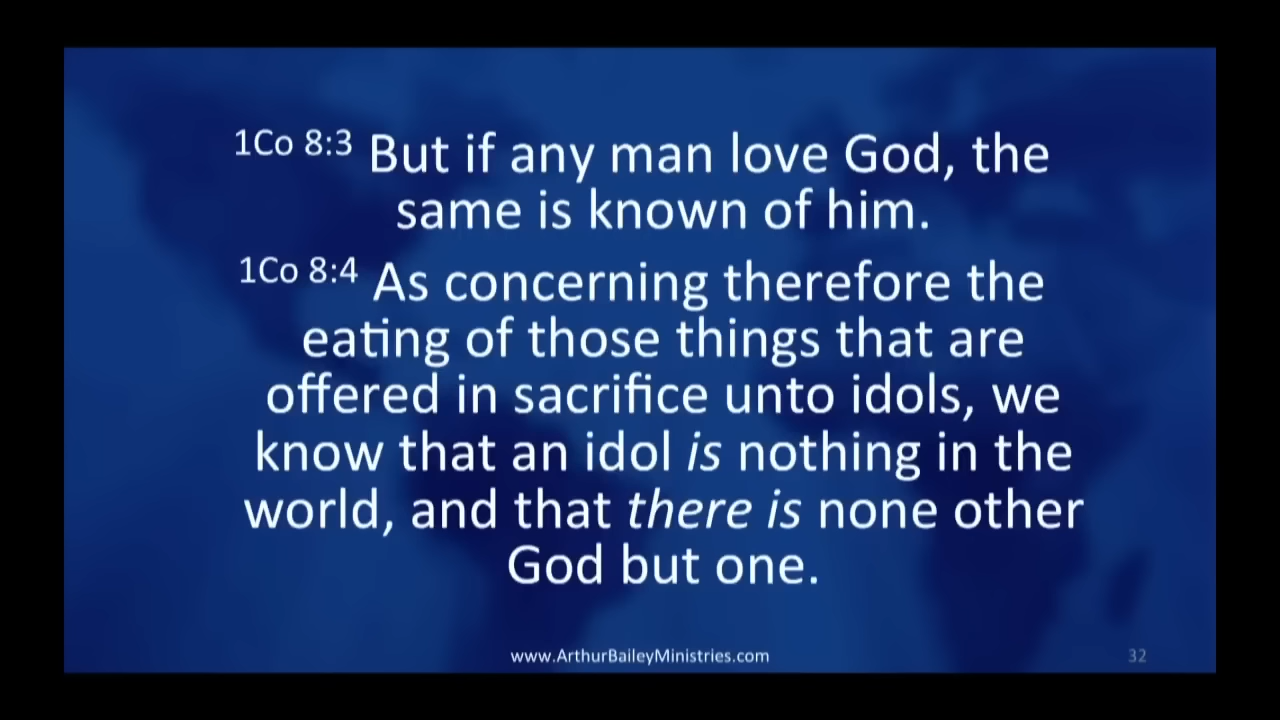 1Co 8:3 But if any man love God, the
same is known of him.
1Co 8:4 As concerning therefore the
eating of those things that are
offered in sacrifice unto idols, we
know that an idol is nothing in the
world, and that there is none other
God but one.
www.ArthurBaileyMinistries.com
32